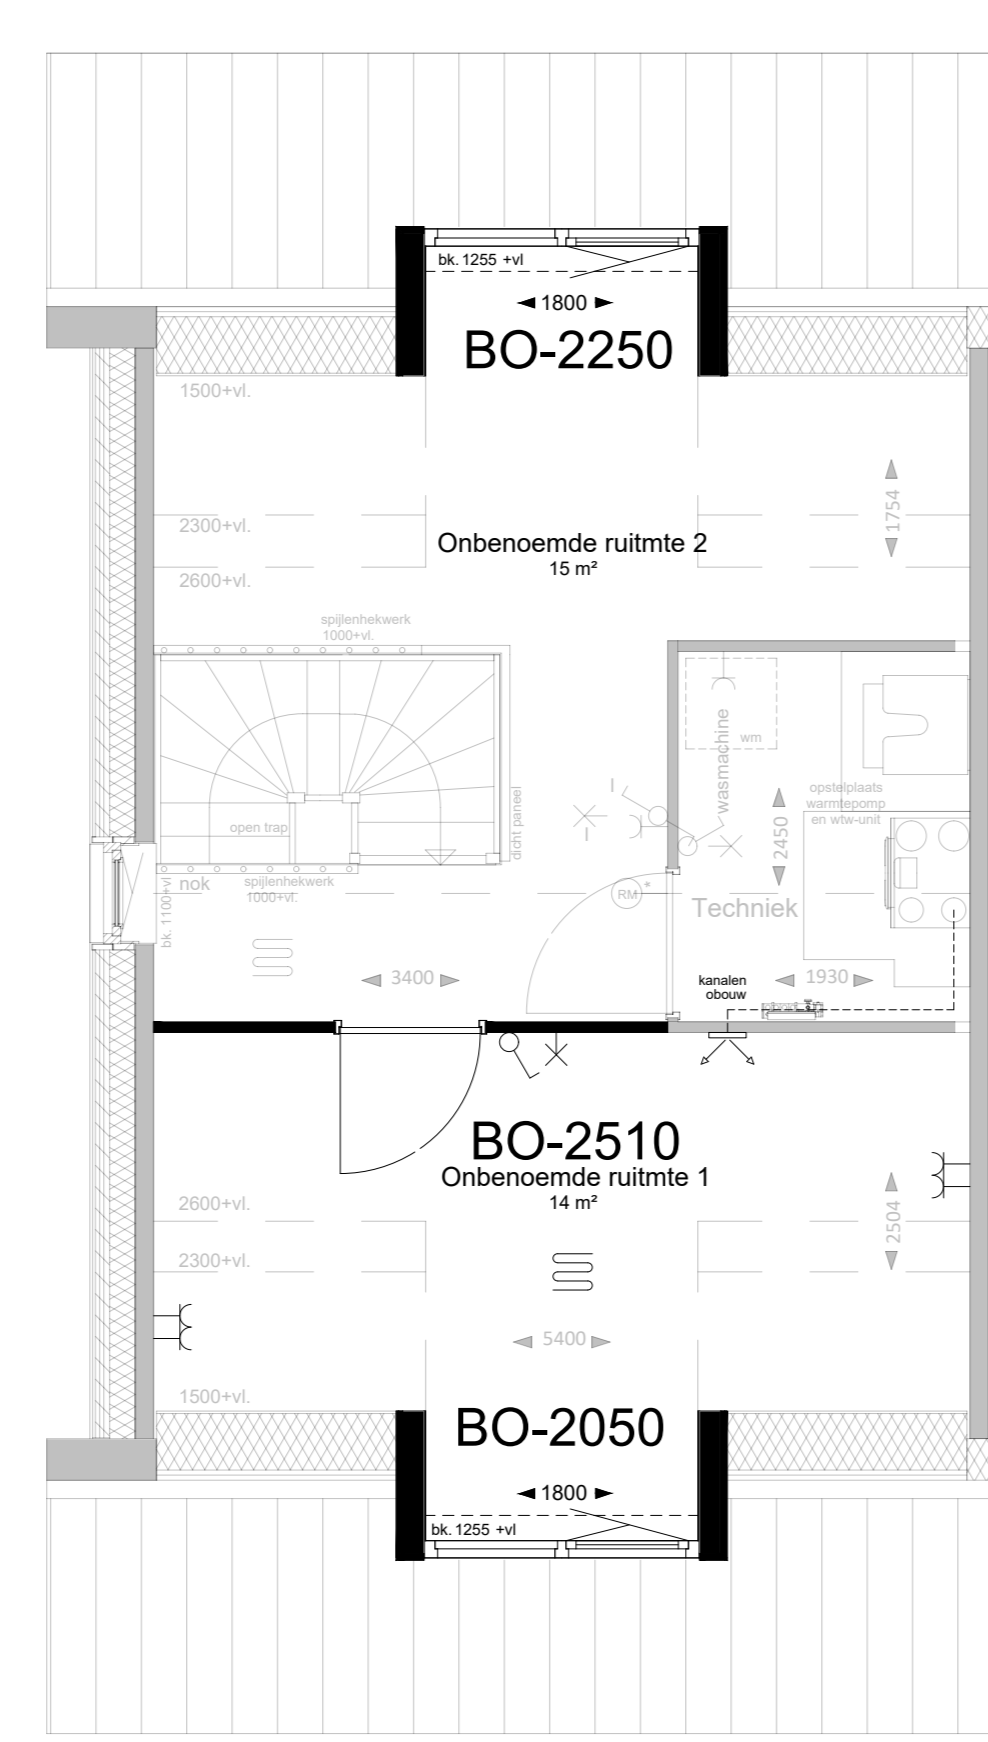 bk. 1255 +vl
1800
BO-2250
1500+vl.
1754
2300+vl.
Onbenoemde ruitmte 2
15 m²
2600+vl.
spijlenhekwerk
1000+vl.
wasmachine
wm
opstelplaats
warmtepomp
en wtw-unit
open trap
dicht paneel
2450
nok
spijlenhekwerk
1000+vl.
bk. 1100+vl
RM *
Techniek
3400
kanalen
obouw
1930
BO-2510
Onbenoemde ruitmte 1
14 m²
2600+vl.
2504
2300+vl.
5400
1500+vl.
BO-2050
1800
bk. 1255 +vl